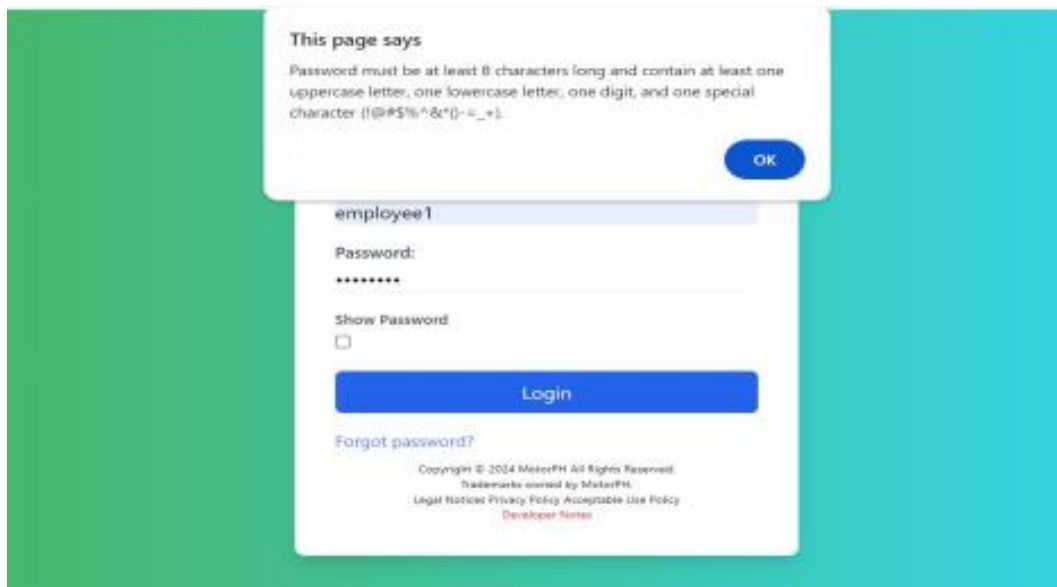 This page says
Password must be at least 8 characters long and contain at least one
uppercase letter, one lowercase letter, one digit, and one special
character (!@#$%^&*()-=_+).
OK
employee1
Password:
••••••••
Show Password
Login
Forgot password?
Copyright © 2024 MotorPH All Rights Reserved.
Trademarks owned by MotorPH.
Legal Notices Privacy Policy Acceptable Use Policy
Developer Notes